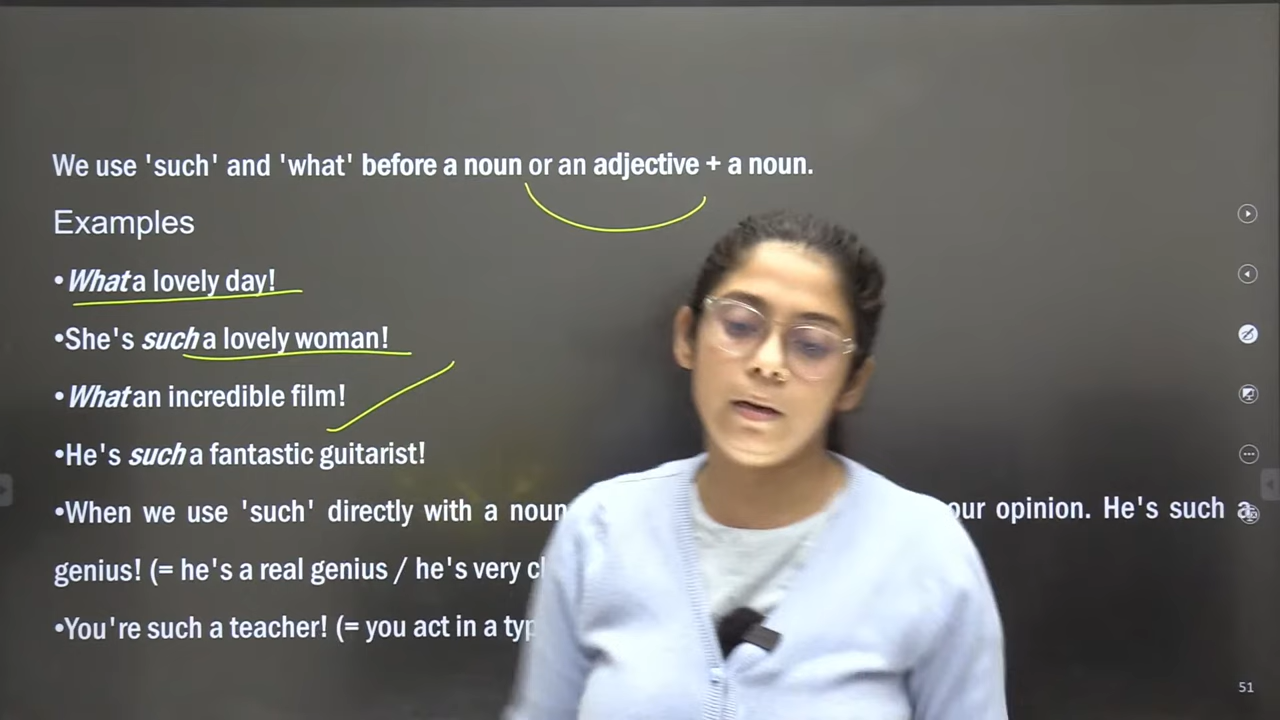 We use 'such' and 'what' before a noun or an adjective + a noun.
Examples
•What a lovely day!
•She's such a lovely woman!
•What an incredible film!
•He's such a fantastic guitarist!
•When we use 'such' directly with a noun our opinion. He's such a
genius! (= he's a real genius / he's very
•You're such a teacher! (= you act in a
51